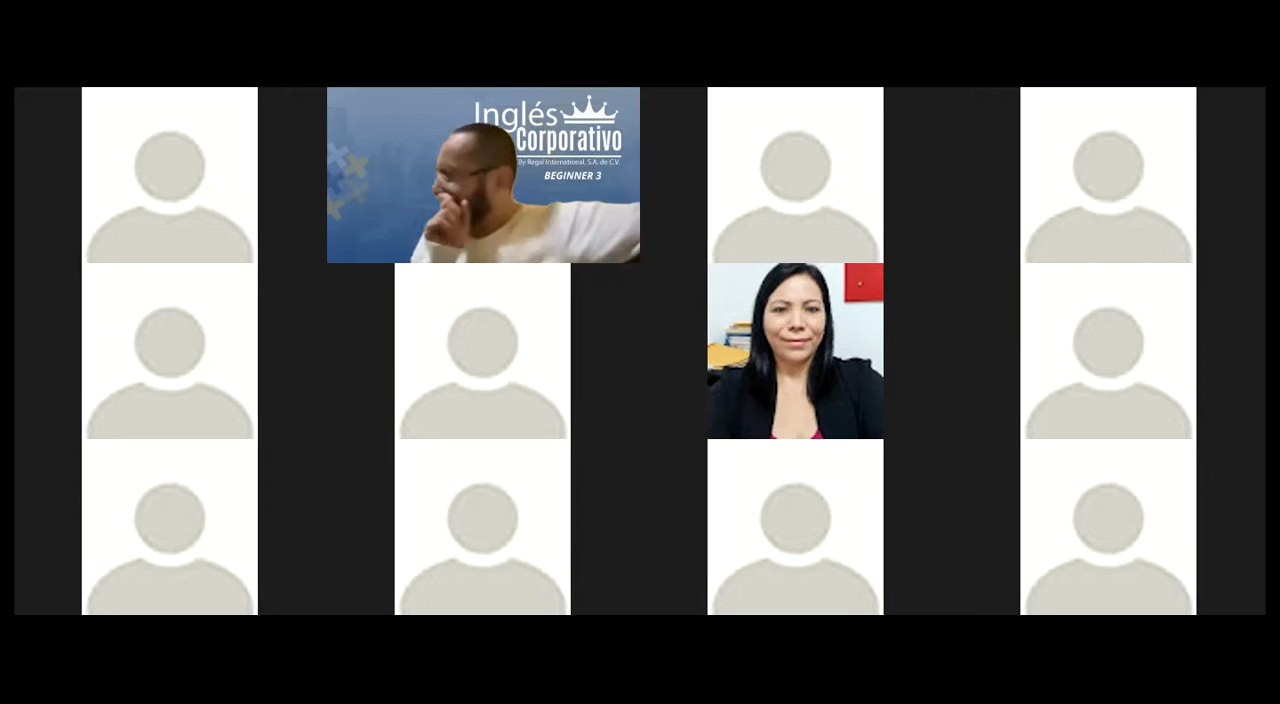 Inglés
Corporativo
By Regal International, S.A. de C.V.
BEGINNER 3